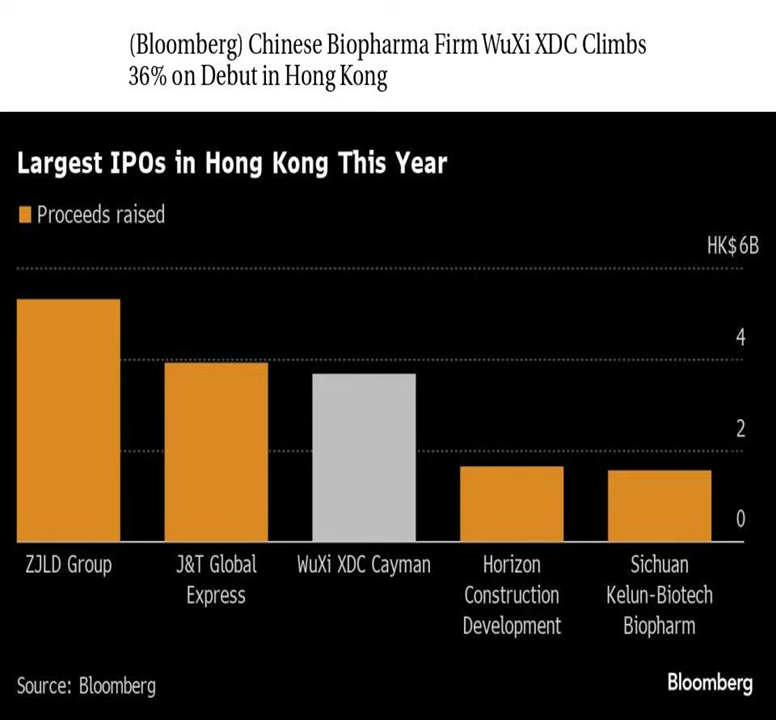 (Bloomberg) Chinese Biopharma Firm WuXi XDC Climbs
36% on Debut in Hong Kong
Largest IPOs in Hong Kong This Year
Proceeds raised
HK$6B
4
2
0
ZJLD Group
J&T Global
Express
WuXi XDC Cayman
Horizon
Construction
Development
Sichuan
Kelun-Biotech
Biopharm
Source: Bloomberg
Bloomberg